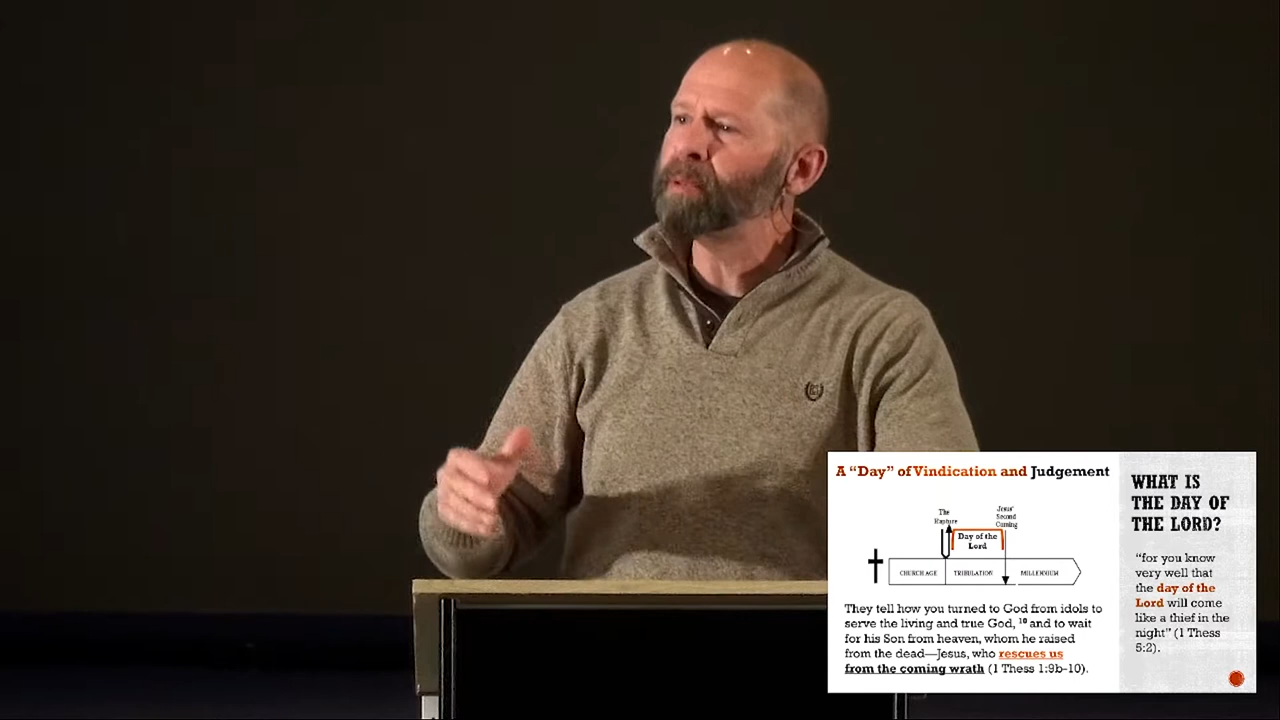 A “Day” of Vindication and Judgement
The
Rapture
Jesus'
Second
Coming
Day of the
Lord
CHURCH AGE
TRIBULATION
MILLENNIUM
They tell how you turned to God from idols to
serve the living and true God, ¹⁰ and to wait
for his Son from heaven, whom he raised
from the dead—Jesus, who rescues us
from the coming wrath (1 Thess 1:9b-10).
WHAT IS
THE DAY OF
THE LORD?
“for you know
very well that
the day of the
Lord will come
like a thief in the
night” (1 Thess
5:2).